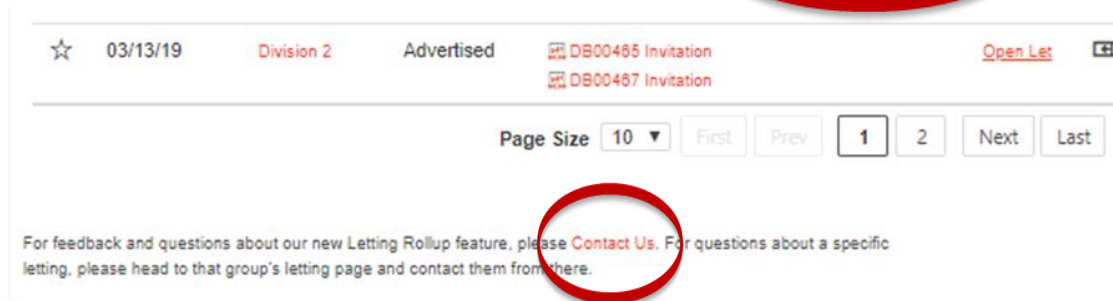 03/13/19 Division 2 Advertised DB00465 Invitation Open Let
DB00467 Invitation
Page Size 10 First Prev 1 2 Next Last
For feedback and questions about our new Letting Rollup feature, please Contact Us. For questions about a specific
letting, please head to that group's letting page and contact them from there.